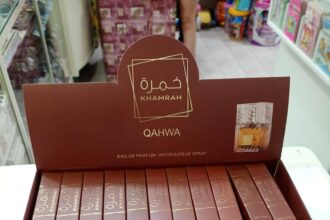 خمرة
KHAMRAH
QAHWA
EAU DE PARFUM VAPORISATEUR SPRAY